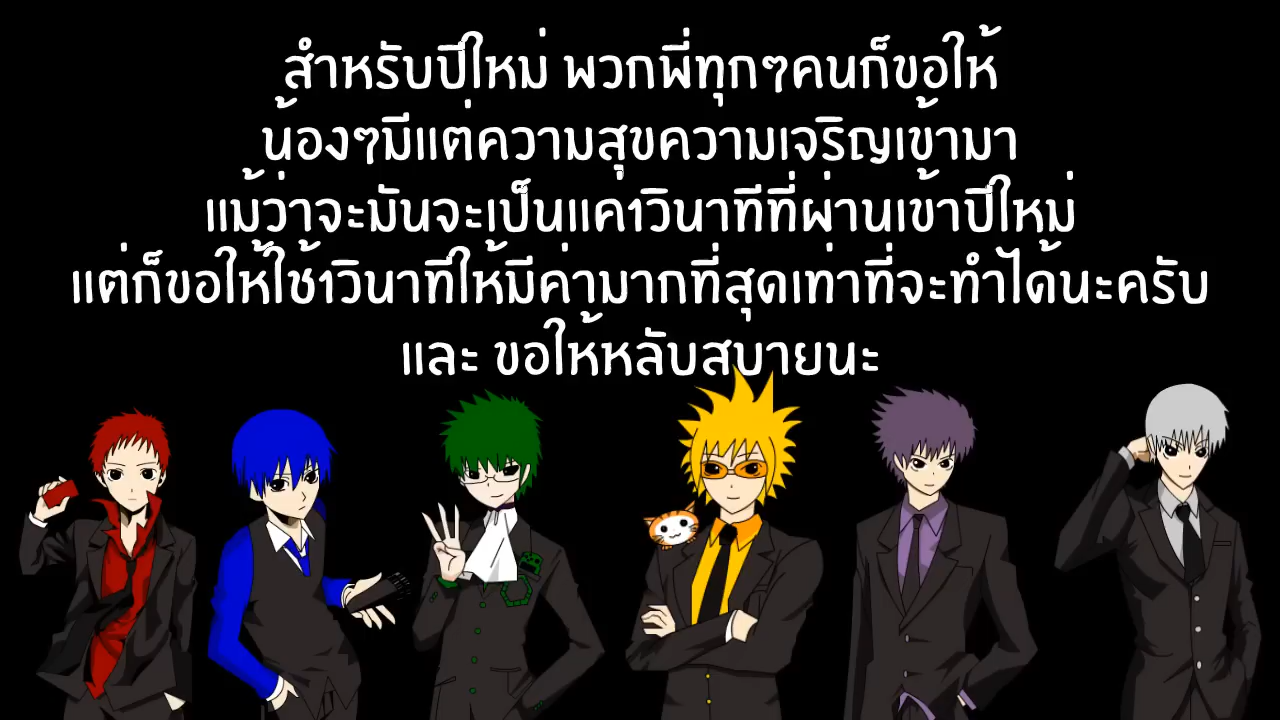 สำหรับปีใหม่ พวกพี่ทุกๆคนก็ขอให้
น้องๆมีแต่ความสุขความเจริญเข้ามา
แม้ว่าจะมันจะเป็นแค่1วินาทีที่ผ่านเข้าปีใหม่
แต่ก็ขอให้ใช้1วินาทีให้มีค่ามากที่สุดเท่าที่จะทำได้นะครับ
และ ขอให้หลับสบายนะ